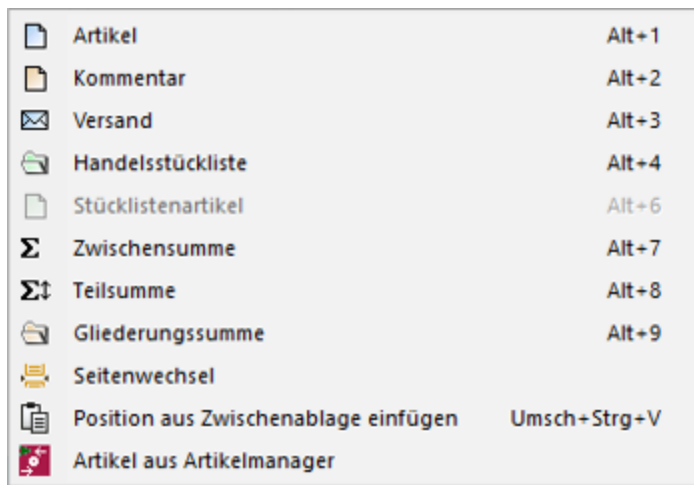 Artikel Alt+1
Kommentar Alt+2
Versand Alt+3
Handelsstückliste Alt+4
Stücklistenartikel Alt+6
Zwischensumme Alt+7
Teilsumme Alt+8
Gliederungssumme Alt+9
Seitenwechsel
Position aus Zwischenablage einfügen Umsch+Strg+V
Artikel aus Artikelmanager